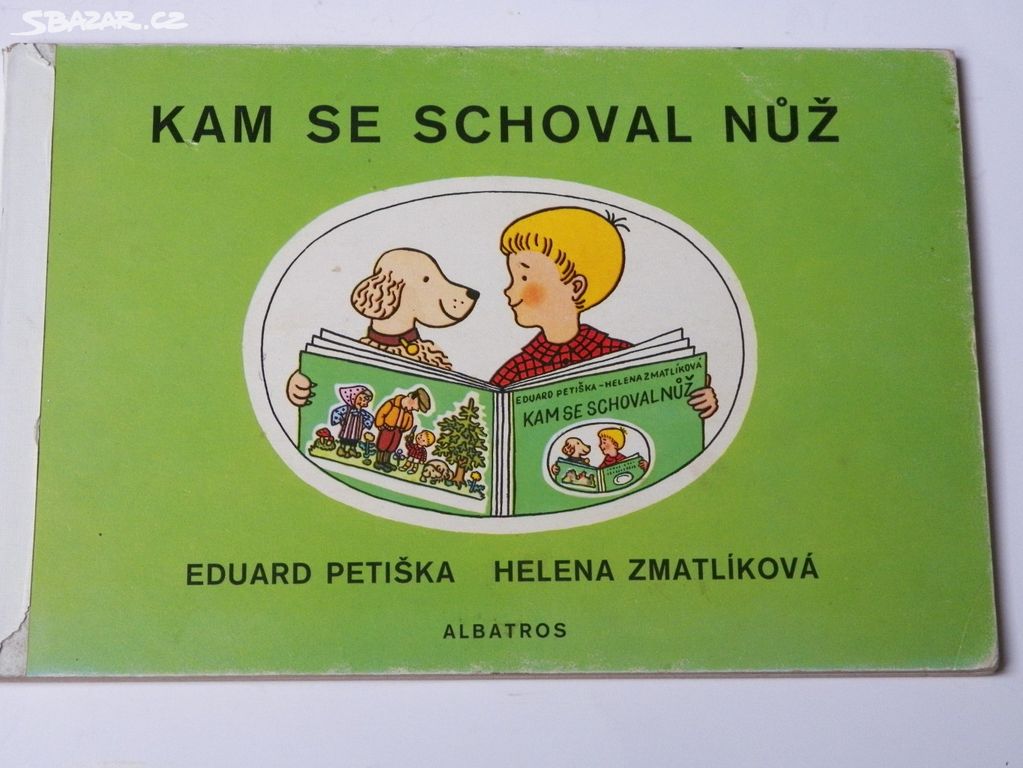 SBAZAR.CZ
KAM SE SCHOVAL NŮŽ
EDUARD PETIŠKA-HELENA ZMATLÍKOVÁ
KAM SE SCHOVAL NŮŽ
EDUARD PETIŠKA HELENA ZMATLÍKOVÁ
ALBATROS